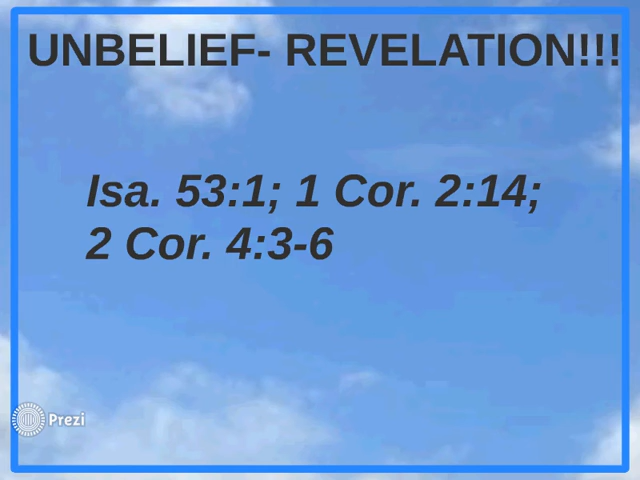 UNBELIEF- REVELATION!!!
Isa. 53:1; 1 Cor. 2:14;
2 Cor. 4:3-6
Prezi